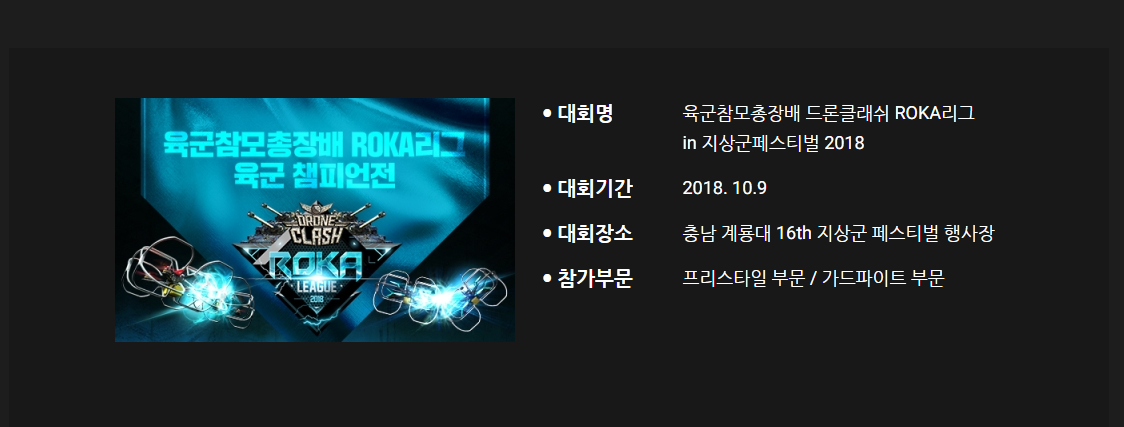 육군참모총장배 ROKA리그
육군 챔피언전
DRONE
CLASH
ROKA
LEAGUE
2018
• 대회명 육군참모총장배 드론클래쉬 ROKA리그
in 지상군페스티벌 2018
• 대회기간 2018. 10.9
• 대회장소 충남 계룡대 16th 지상군 페스티벌 행사장
• 참가부문 프리스타일 부문 / 가드파이트 부문